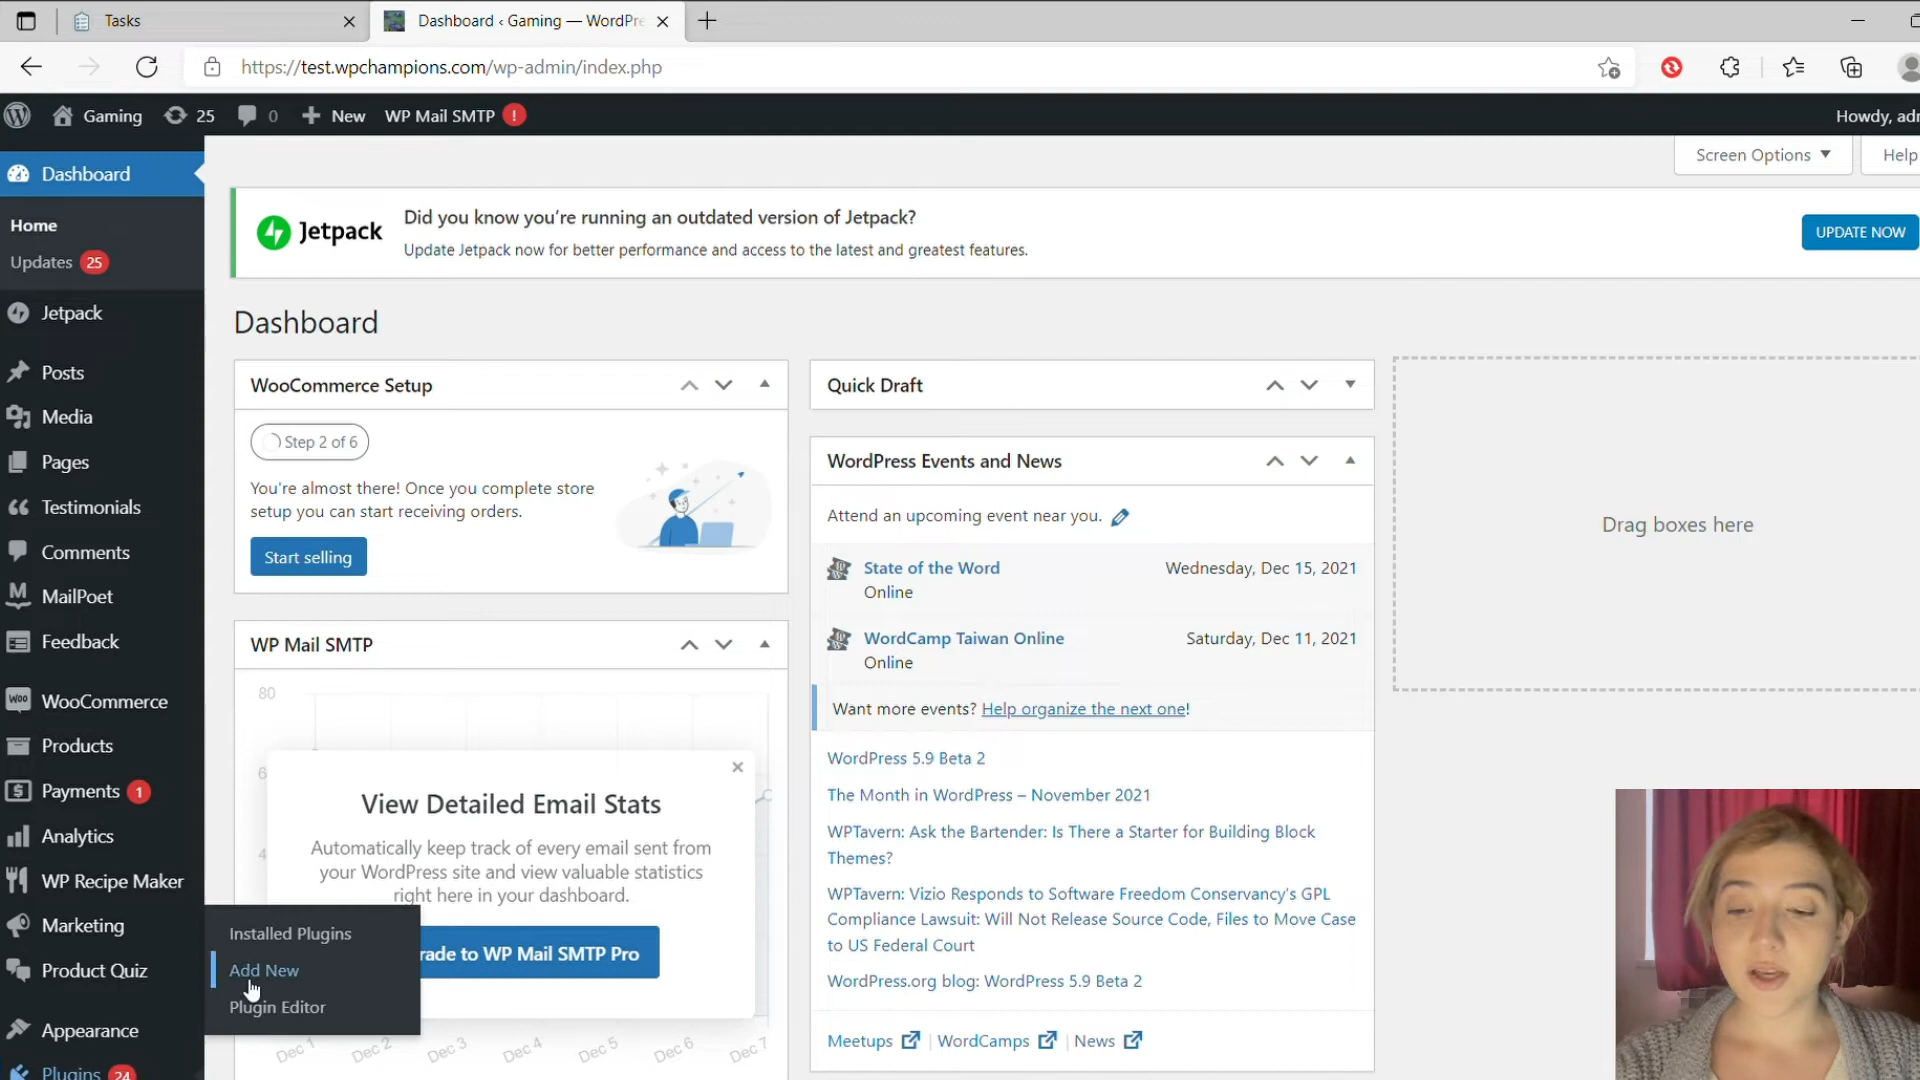 Tasks
Dashboard ‹ Gaming — WordPre
https://test.wpchampions.com/wp-admin/index.php
Gaming 25 0 New WP Mail SMTP !
Howdy, adm
Screen Options
Help
Dashboard
Home
Updates 25
Jetpack
Posts
Media
Pages
Testimonials
Comments
MailPoet
Feedback
WooCommerce
Products
Payments 1
Analytics
WP Recipe Maker
Marketing
Product Quiz
Appearance
Plugins 24
Installed Plugins
Add New
Plugin Editor
Jetpack
Did you know you're running an outdated version of Jetpack?
Update Jetpack now for better performance and access to the latest and greatest features.
UPDATE NOW
Dashboard
WooCommerce Setup
Step 2 of 6
You're almost there! Once you complete store
setup you can start receiving orders.
Start selling
WP Mail SMTP
80
6
4
View Detailed Email Stats
Automatically keep track of every email sent from
your WordPress site and view valuable statistics
right here in your dashboard.
rade to WP Mail SMTP Pro
Dec 1 Dec 2 Dec 3 Dec 4 Dec 5 Dec 6 Dec 7
Quick Draft
WordPress Events and News
Attend an upcoming event near you.
State of the Word
Wednesday, Dec 15, 2021
Online
WordCamp Taiwan Online
Saturday, Dec 11, 2021
Online
Want more events? Help organize the next one!
WordPress 5.9 Beta 2
The Month in WordPress – November 2021
WPTavern: Ask the Bartender: Is There a Starter for Building Block
Themes?
WPTavern: Vizio Responds to Software Freedom Conservancy's GPL
Compliance Lawsuit: Will Not Release Source Code, Files to Move Case
to US Federal Court
WordPress.org blog: WordPress 5.9 Beta 2
Meetups | WordCamps | News
Drag boxes here